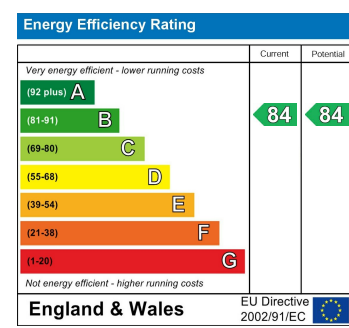 Energy Efficiency Rating
Current Potential
Very energy efficient - lower running costs
(92 plus) A
(81-91) B 84 84
(69-80) C
(55-68) D
(39-54) E
(21-38) F
(1-20) G
Not energy efficient - higher running costs
England & Wales
EU Directive
2002/91/EC